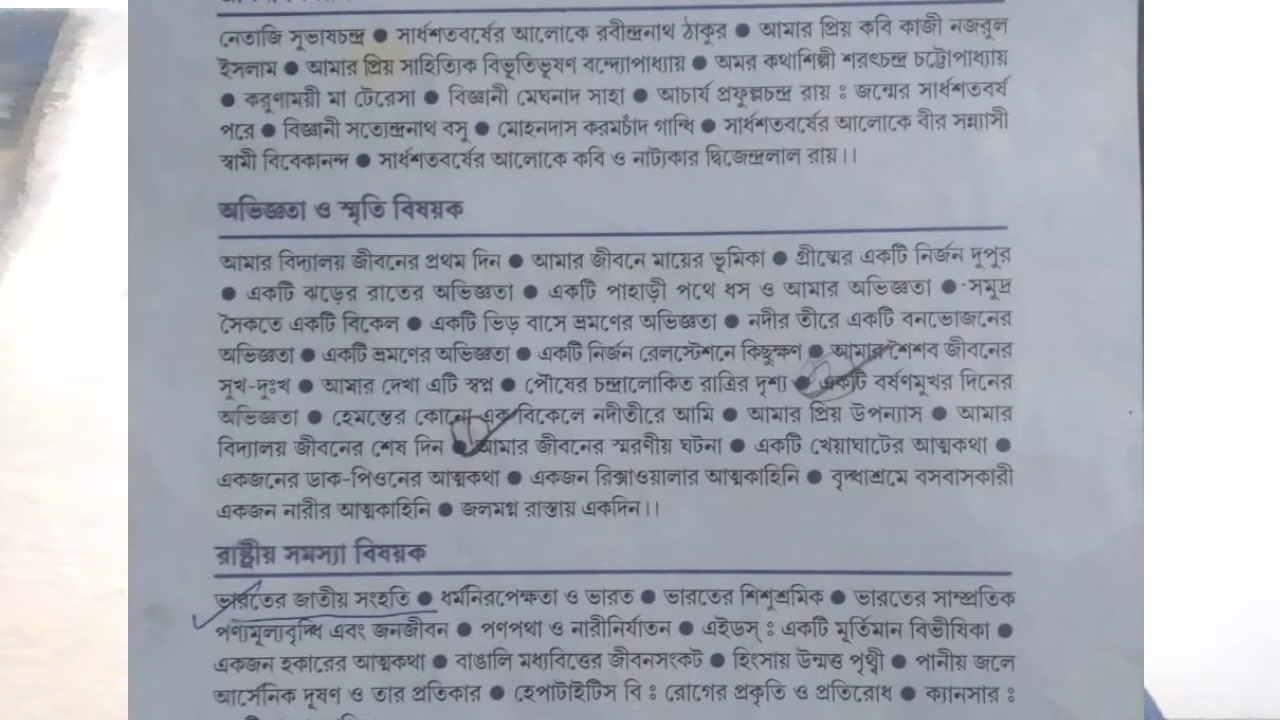 নেতাজি সুভাষচন্দ্র ● সার্ধশতবর্ষের আলোকে রবীন্দ্রনাথ ঠাকুর ● আমার প্রিয় কবি কাজী নজরুল
ইসলাম ● আমার প্রিয় সাহিত্যিক বিভূতিভূষণ বন্দ্যোপাধ্যায় ● অমর কথাশিল্পী শরৎচন্দ্র চট্টোপাধ্যায়
● করুণাময়ী মা টেরেসা ● বিজ্ঞানী মেঘনাদ সাহা ● আচার্য প্রফুল্লচন্দ্র রায় : জন্মের সার্ধশতবর্ষ
পরে ● বিজ্ঞানী সত্যেন্দ্রনাথ বসু ● মোহনদাস করমচাঁদ গান্ধি ● সার্ধশতবর্ষের আলোকে বীর সন্ন্যাসী
স্বামী বিবেকানন্দ ● সার্ধশতবর্ষের আলোকে কবি ও নাট্যকার দ্বিজেন্দ্রলাল রায়।।
অভিজ্ঞতা ও স্মৃতি বিষয়ক
আমার বিদ্যালয় জীবনের প্রথম দিন ● আমার জীবনে মায়ের ভূমিকা ● গ্রীষ্মের একটি নির্জন দুপুর
● একটি ঝড়ের রাতের অভিজ্ঞতা ● একটি পাহাড়ী পথে ধস ও আমার অভিজ্ঞতা ● সমুদ্র
সৈকতে একটি বিকেল ● একটি ভিড় বাসে ভ্রমণের অভিজ্ঞতা ● নদীর তীরে একটি বনভোজনের
অভিজ্ঞতা ● একটি ভ্রমণের অভিজ্ঞতা ● একটি নির্জন রেলস্টেশনে কিছুক্ষণ ● আমার শৈশব জীবনের
সুখ-দুঃখ ● আমার দেখা এটি স্বপ্ন ● পৌষের চন্দ্রালোকিত রাত্রির দৃশ্য ● একটি বর্ষণমুখর দিনের
অভিজ্ঞতা ● হেমন্তের কোনো এক বিকেলে নদীতীরে আমি ● আমার প্রিয় উপন্যাস ● আমার
বিদ্যালয় জীবনের শেষ দিন ● আমার জীবনের স্মরণীয় ঘটনা ● একটি খেয়াঘাটের আত্মকথা ●
একজনের ডাক-পিওনের আত্মকথা ● একজন রিক্সাওয়ালার আত্মকাহিনি ● বৃদ্ধাশ্রমে বসবাসকারী
একজন নারীর আত্মকাহিনি ● জলমগ্ন রাস্তায় একদিন।।
রাষ্ট্রীয় সমস্যা বিষয়ক
ভারতের জাতীয় সংহতি ● ধর্মনিরপেক্ষতা ও ভারত ● ভারতের শিশুশ্রমিক ● ভারতের সাম্প্রতিক
পণ্যমূল্যবৃদ্ধি এবং জনজীবন ● পণপ্রথা ও নারীনির্যাতন ● এইডস্ : একটি মূর্তিমান বিভীষিকা ●
একজন হকারের আত্মকথা ● বাঙালি মধ্যবিত্তের জীবনসংকট ● হিংসায় উন্মত্ত পৃথ্বী ● পানীয় জলে
আর্সেনিক দূষণ ও তার প্রতিকার ● হেপাটাইটিস বি : রোগের প্রকৃতি ও প্রতিরোধ ● ক্যানসার :